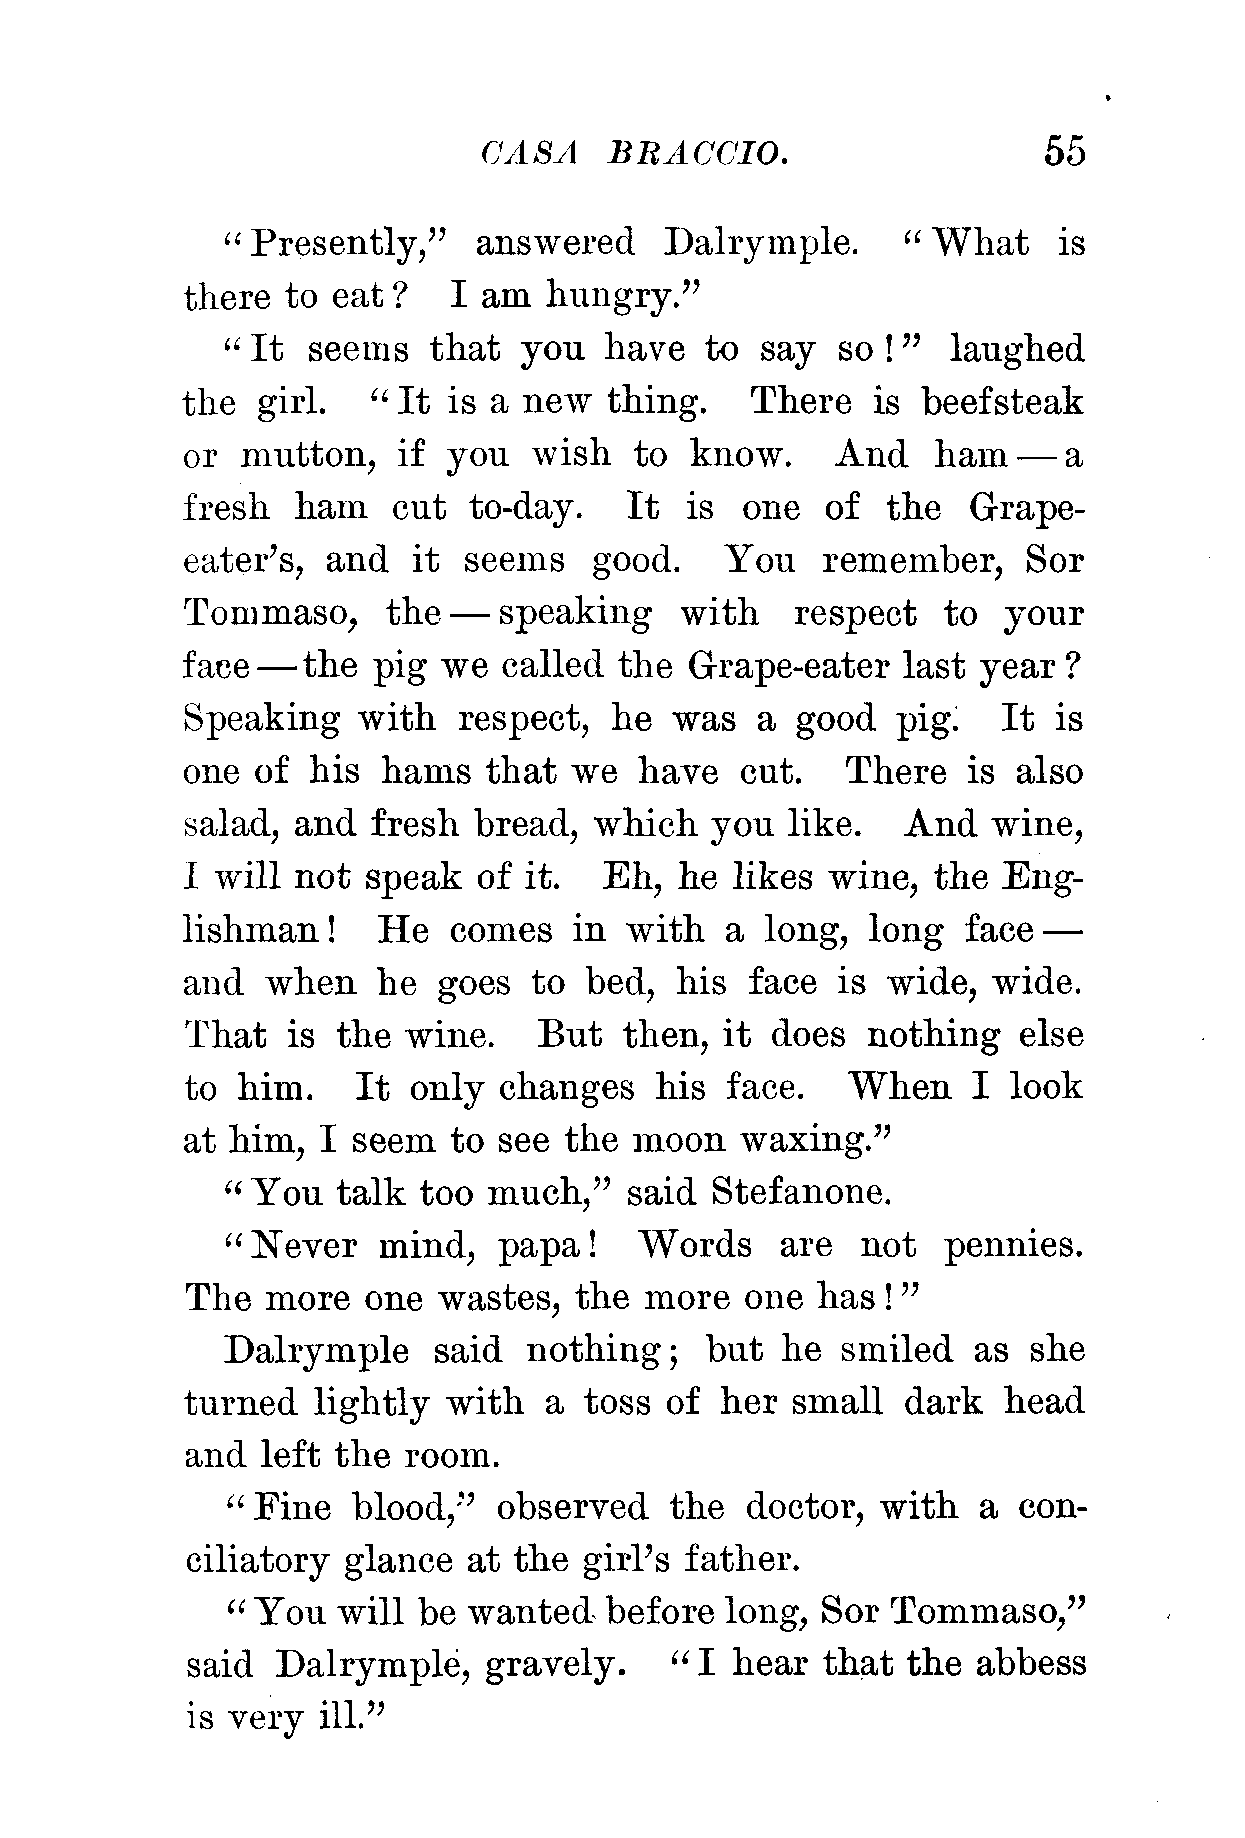 CASA BRACCIO. 55
“Presently,” answered Dalrymple. “What is
there to eat? I am hungry.”
“It seems that you have to say so!” laughed
the girl. “It is a new thing. There is beefsteak
or mutton, if you wish to know. And ham — a
fresh ham cut to-day. It is one of the Grape-
eater’s, and it seems good. You remember, Sor
Tommaso, the — speaking with respect to your
face — the pig we called the Grape-eater last year?
Speaking with respect, he was a good pig. It is
one of his hams that we have cut. There is also
salad, and fresh bread, which you like. And wine,
I will not speak of it. Eh, he likes wine, the Eng-
lishman! He comes in with a long, long face —
and when he goes to bed, his face is wide, wide.
That is the wine. But then, it does nothing else
to him. It only changes his face. When I look
at him, I seem to see the moon waxing.”
“You talk too much,” said Stefanone.
“Never mind, papa! Words are not pennies.
The more one wastes, the more one has!”
Dalrymple said nothing; but he smiled as she
turned lightly with a toss of her small dark head
and left the room.
“Fine blood,” observed the doctor, with a con-
ciliatory glance at the girl’s father.
“You will be wanted before long, Sor Tommaso,”
said Dalrymple, gravely. “I hear that the abbess
is very ill.”